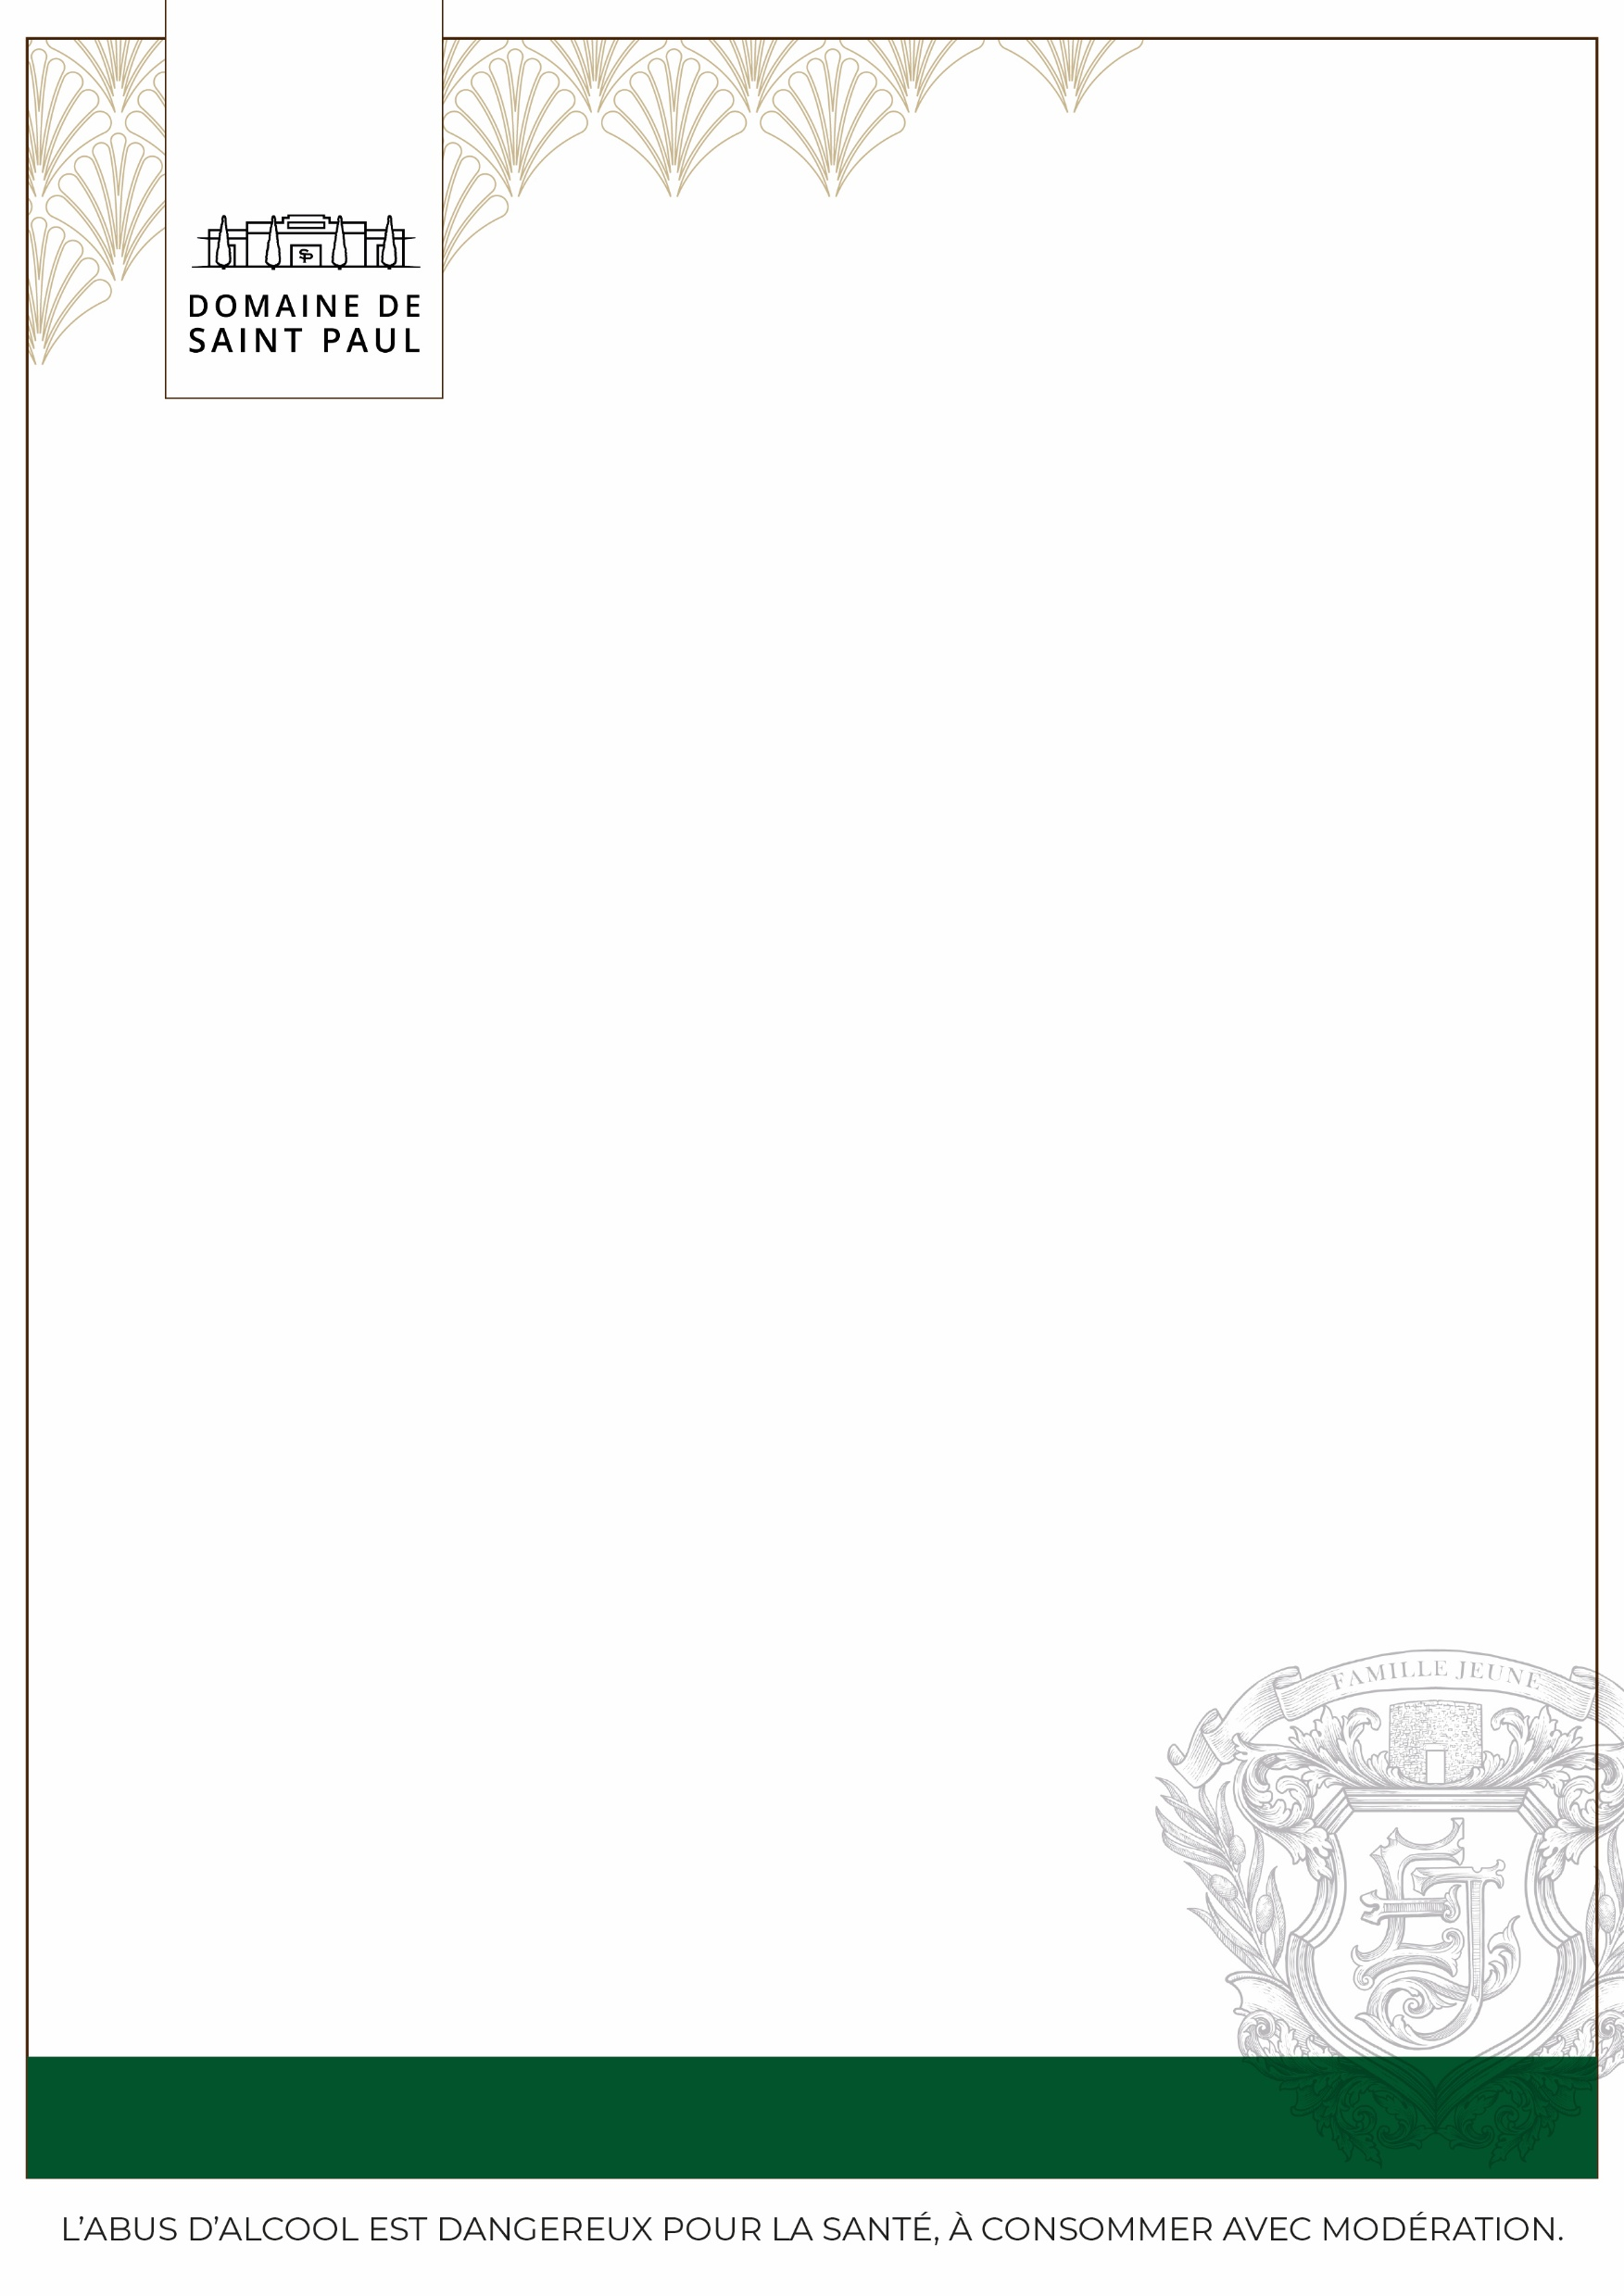 DOMAINE DE
SAINT PAUL
FAMILLE JEUNE
L’ABUS D’ALCOOL EST DANGEREUX POUR LA SANTÉ, À CONSOMMER AVEC MODÉRATION.